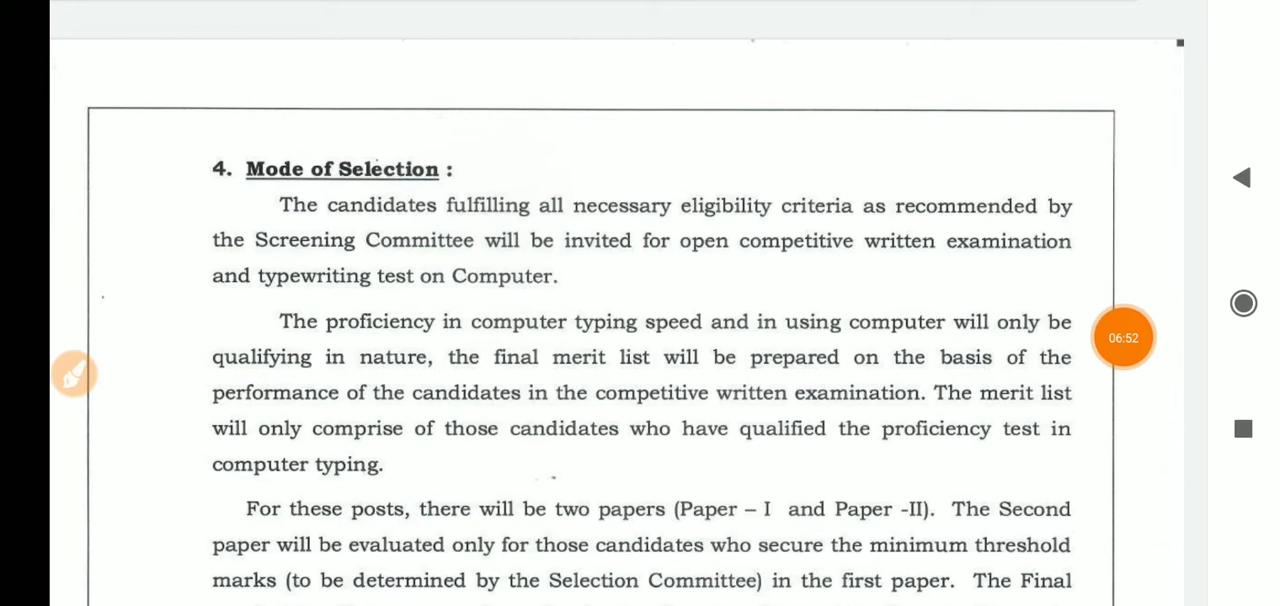 4. Mode of Selection :
The candidates fulfilling all necessary eligibility criteria as recommended by
the Screening Committee will be invited for open competitive written examination
and typewriting test on Computer.
The proficiency in computer typing speed and in using computer will only be
06:52
qualifying in nature, the final merit list will be prepared on the basis of the
performance of the candidates in the competitive written examination. The merit list
will only comprise of those candidates who have qualified the proficiency test in
computer typing.
For these posts, there will be two papers (Paper – I and Paper -II). The Second
paper will be evaluated only for those candidates who secure the minimum threshold
marks (to be determined by the Selection Committee) in the first paper. The Final